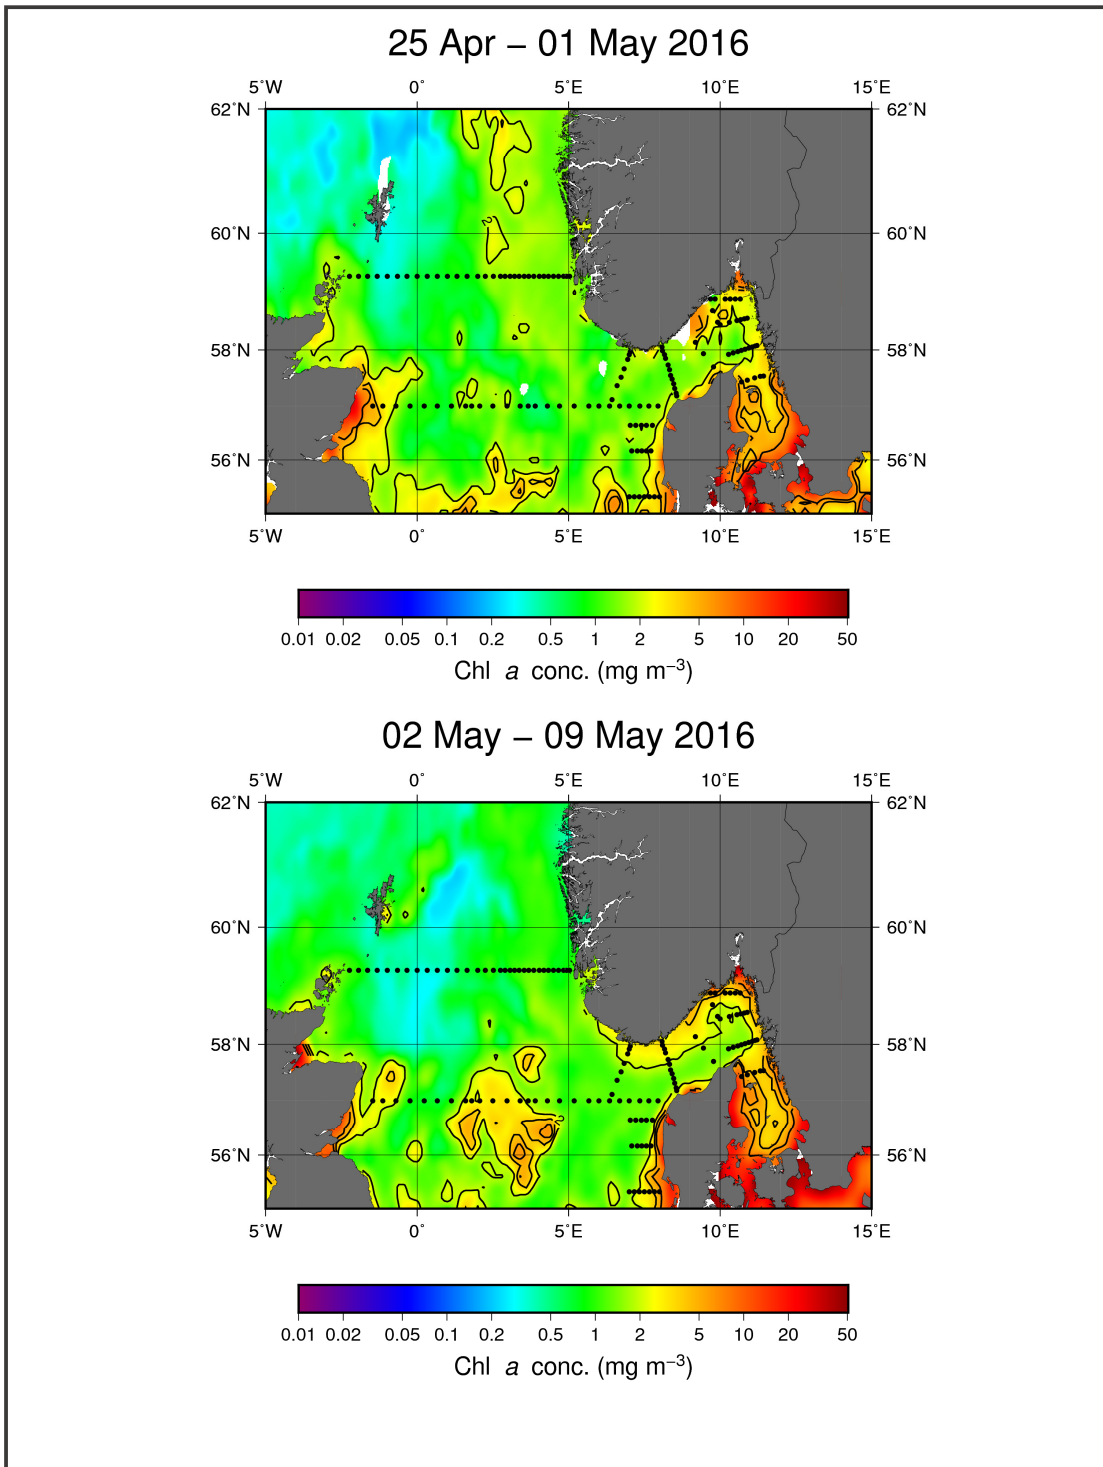 25 Apr – 01 May 2016
5˚W 0˚ 5˚E 10˚E 15˚E
62˚N 62˚N
60˚N 60˚N
58˚N 58˚N
56˚N 56˚N
5˚W 0˚ 5˚E 10˚E 15˚E
0.01 0.02 0.05 0.1 0.2 0.5 1 2 5 10 20 50
Chl a conc. (mg m−3)
02 May – 09 May 2016
5˚W 0˚ 5˚E 10˚E 15˚E
62˚N 62˚N
60˚N 60˚N
58˚N 58˚N
56˚N 56˚N
5˚W 0˚ 5˚E 10˚E 15˚E
0.01 0.02 0.05 0.1 0.2 0.5 1 2 5 10 20 50
Chl a conc. (mg m−3)